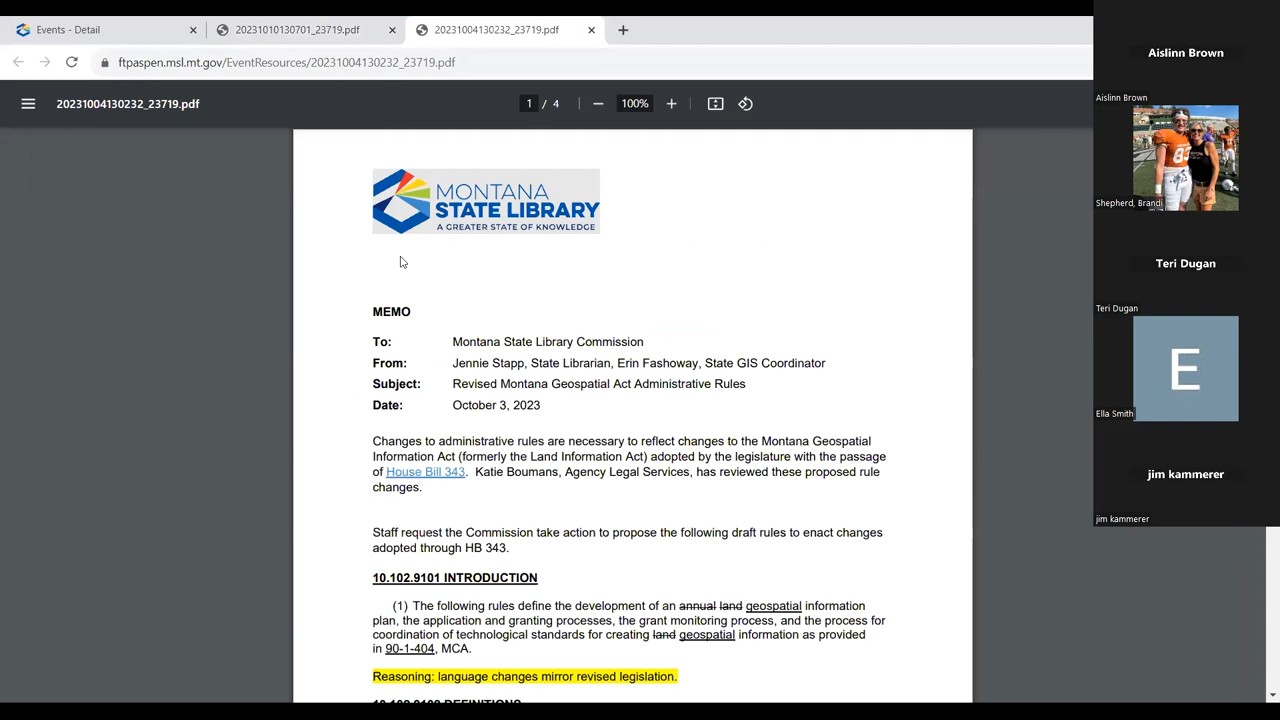 Events - Detail
20231010130701_23719.pdf
20231004130232_23719.pdf
ftpaspen.msl.mt.gov/EventResources/20231004130232_23719.pdf
20231004130232_23719.pdf
1 / 4
100%
MONTANA
STATE LIBRARY
A GREATER STATE OF KNOWLEDGE
MEMO
To: Montana State Library Commission
From: Jennie Stapp, State Librarian, Erin Fashoway, State GIS Coordinator
Subject: Revised Montana Geospatial Act Administrative Rules
Date: October 3, 2023
Changes to administrative rules are necessary to reflect changes to the Montana Geospatial
Information Act (formerly the Land Information Act) adopted by the legislature with the passage
of House Bill 343. Katie Boumans, Agency Legal Services, has reviewed these proposed rule
changes.
Staff request the Commission take action to propose the following draft rules to enact changes
adopted through HB 343.
10.102.9101 INTRODUCTION
(1) The following rules define the development of an annual land geospatial information
plan, the application and granting processes, the grant monitoring process, and the process for
coordination of technological standards for creating land geospatial information as provided
in 90-1-404, MCA.
Reasoning: language changes mirror revised legislation.
Aislinn Brown
Aislinn Brown
83
Shepherd, Brandi
Teri Dugan
Teri Dugan
E
Ella Smith
jim kammerer
jim kammerer